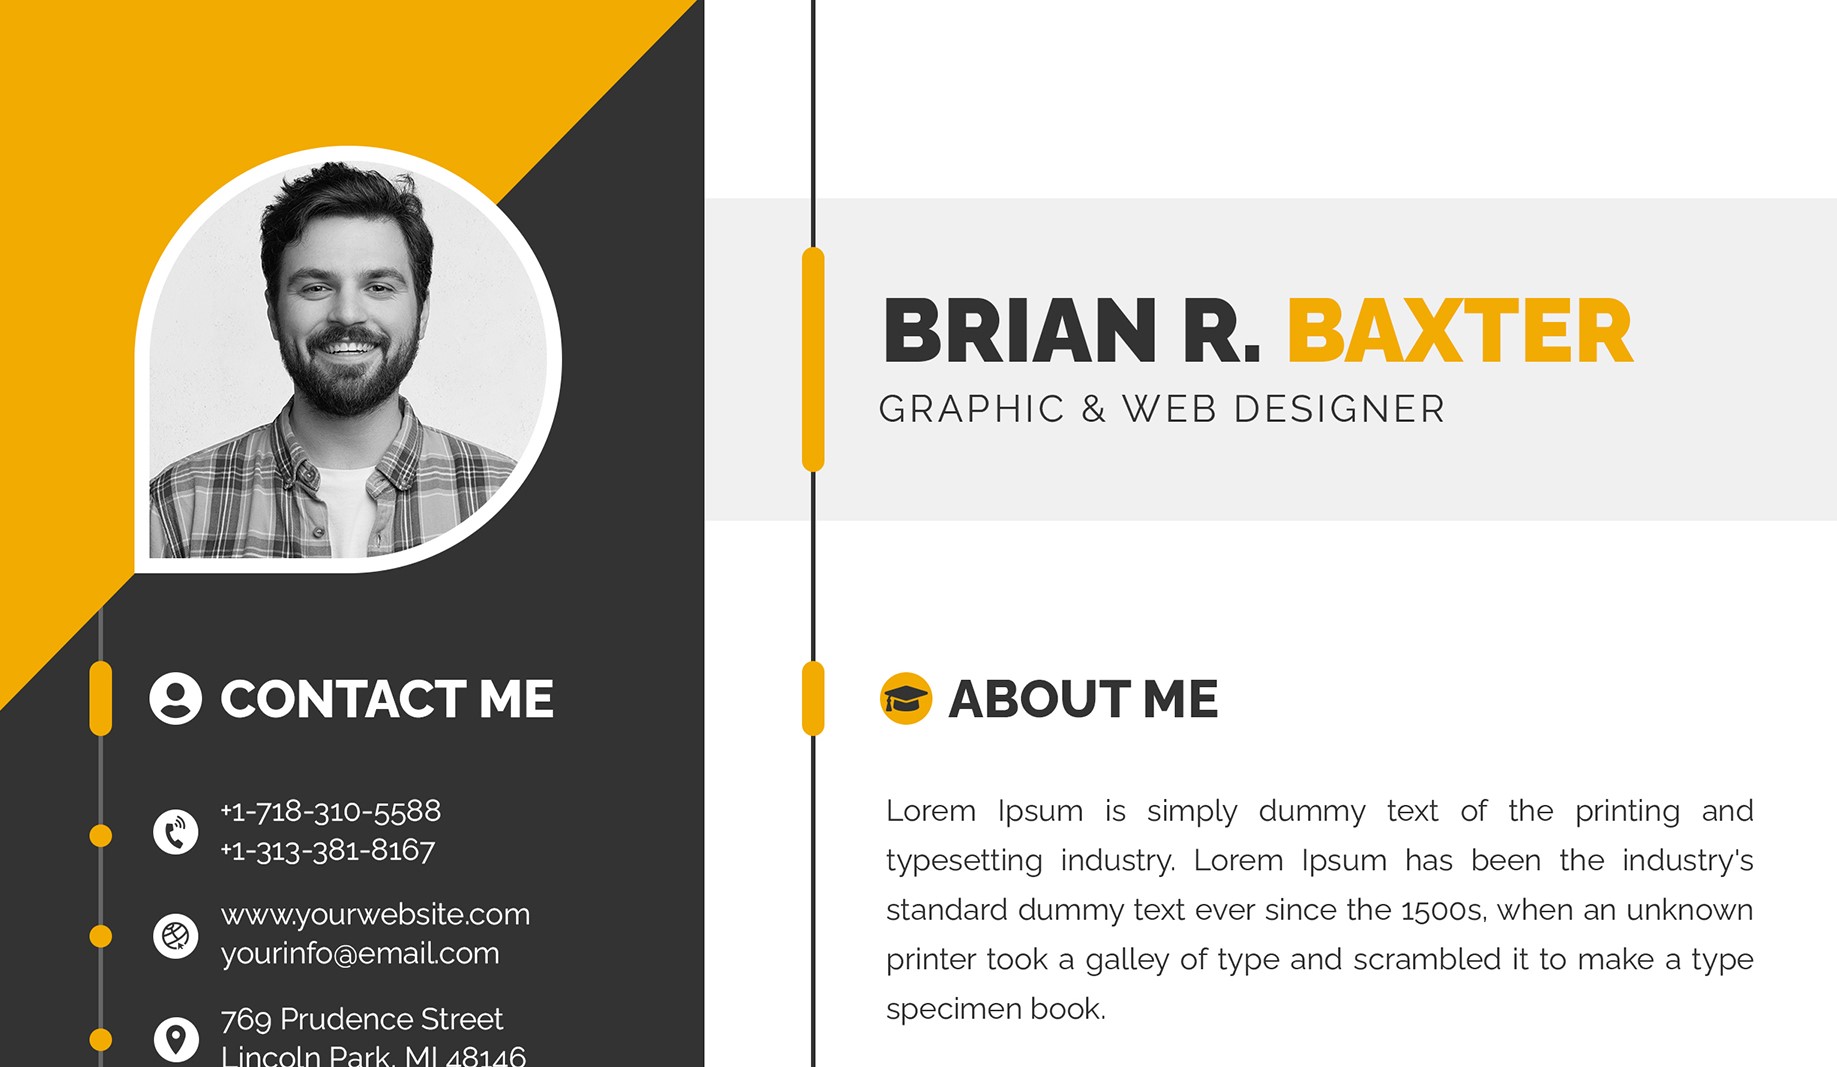 BRIAN R. BAXTER
GRAPHIC & WEB DESIGNER
CONTACT ME
+1-718-310-5588
+1-313-381-8167
www.yourwebsite.com
yourinfo@email.com
769 Prudence Street
Lincoln Park, MI 48146
ABOUT ME
Lorem Ipsum is simply dummy text of the printing and
typesetting industry. Lorem Ipsum has been the industry's
standard dummy text ever since the 1500s, when an unknown
printer took a galley of type and scrambled it to make a type
specimen book.